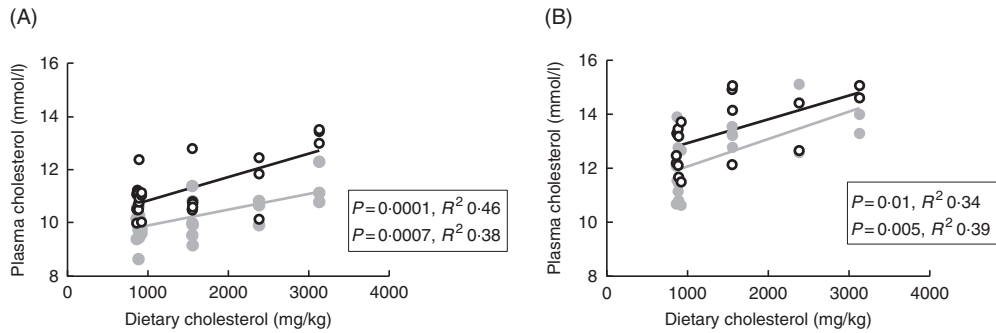 (A)
16
14
12
10
8
0
1000
2000
3000
4000
Plasma cholesterol (mmol/l)
Dietary cholesterol (mg/kg)
P=0·0001, R² 0·46
P=0·0007, R² 0·38
(B)
16
14
12
10
8
0
1000
2000
3000
4000
Plasma cholesterol (mmol/l)
Dietary cholesterol (mg/kg)
P=0·01, R² 0·34
P=0·005, R² 0·39